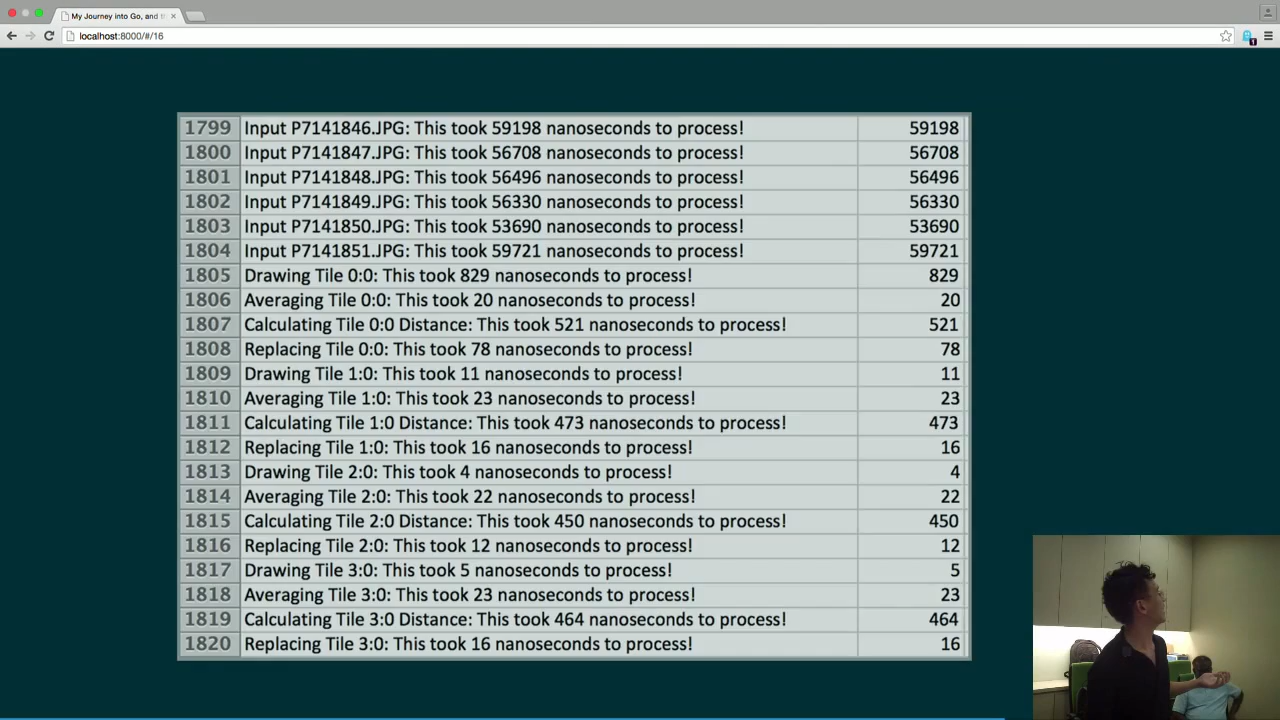 My Journey into Go, and t
localhost:8000/#/16
1799 Input P7141846.JPG: This took 59198 nanoseconds to process! 59198
1800 Input P7141847.JPG: This took 56708 nanoseconds to process! 56708
1801 Input P7141848.JPG: This took 56496 nanoseconds to process! 56496
1802 Input P7141849.JPG: This took 56330 nanoseconds to process! 56330
1803 Input P7141850.JPG: This took 53690 nanoseconds to process! 53690
1804 Input P7141851.JPG: This took 59721 nanoseconds to process! 59721
1805 Drawing Tile 0:0: This took 829 nanoseconds to process! 829
1806 Averaging Tile 0:0: This took 20 nanoseconds to process! 20
1807 Calculating Tile 0:0 Distance: This took 521 nanoseconds to process! 521
1808 Replacing Tile 0:0: This took 78 nanoseconds to process! 78
1809 Drawing Tile 1:0: This took 11 nanoseconds to process! 11
1810 Averaging Tile 1:0: This took 23 nanoseconds to process! 23
1811 Calculating Tile 1:0 Distance: This took 473 nanoseconds to process! 473
1812 Replacing Tile 1:0: This took 16 nanoseconds to process! 16
1813 Drawing Tile 2:0: This took 4 nanoseconds to process! 4
1814 Averaging Tile 2:0: This took 22 nanoseconds to process! 22
1815 Calculating Tile 2:0 Distance: This took 450 nanoseconds to process! 450
1816 Replacing Tile 2:0: This took 12 nanoseconds to process! 12
1817 Drawing Tile 3:0: This took 5 nanoseconds to process! 5
1818 Averaging Tile 3:0: This took 23 nanoseconds to process! 23
1819 Calculating Tile 3:0 Distance: This took 464 nanoseconds to process! 464
1820 Replacing Tile 3:0: This took 16 nanoseconds to process! 16